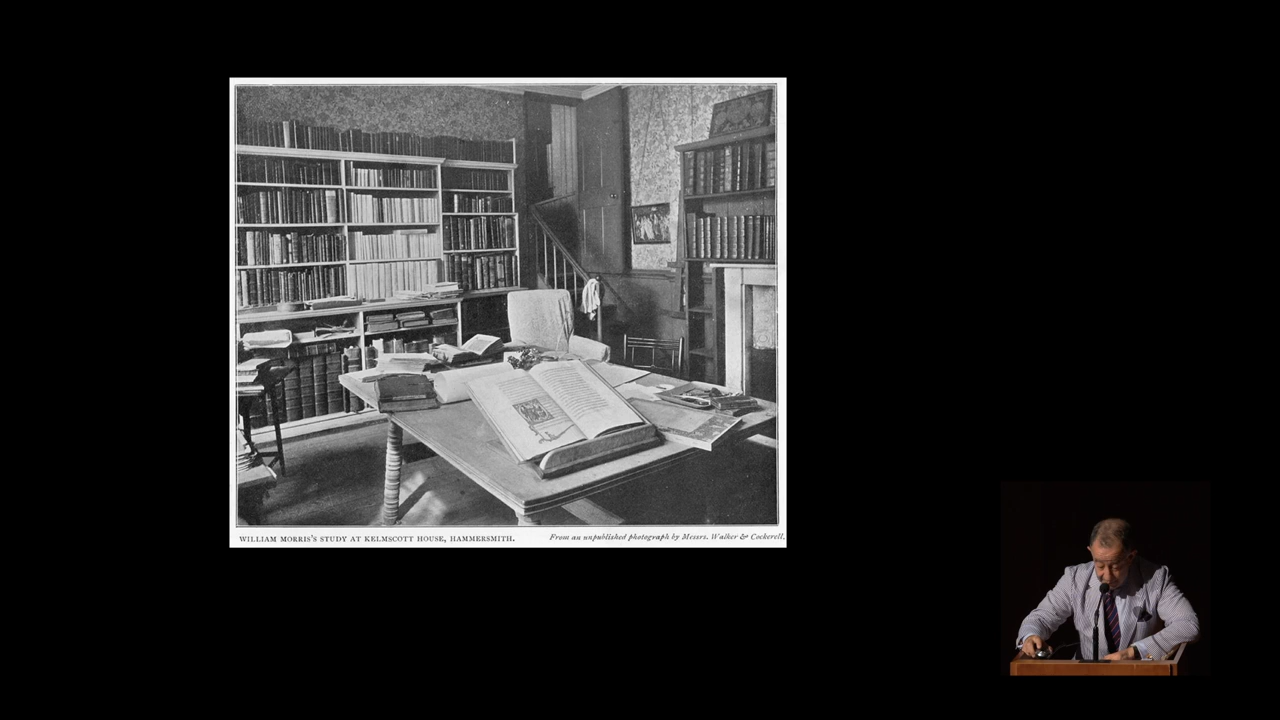 WILLIAM MORRIS'S STUDY AT KELMSCOTT HOUSE, HAMMERSMITH. From an unpublished photograph by Messrs. Walker & Cockerell.